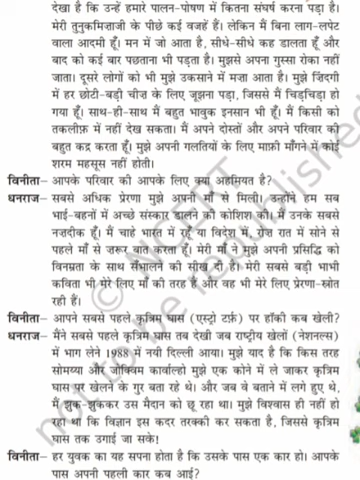 देखा है कि उन्हें हमारे पालन-पोषण में कितना संघर्ष करना पड़ा है।
मेरी तुनुकमिज़ाजी के पीछे कई वजहें हैं। लेकिन मैं बिना लाग-लपेट
वाला आदमी हूँ। मन में जो आता है, सीधे-सीधे कह डालता हूँ और
बाद को कई बार पछताना भी पड़ता है। मुझसे अपना गुस्सा रोका नहीं
जाता। दूसरे लोगों को भी मुझे उकसाने में मज़ा आता है। मुझे ज़िंदगी
में हर छोटी-बड़ी चीज़ के लिए जूझना पड़ा, जिससे मैं चिड़चिड़ा हो
गया हूँ। साथ-ही-साथ मैं बहुत भावुक इनसान भी हूँ। मैं किसी को
तकलीफ़ में नहीं देख सकता। मैं अपने दोस्तों और अपने परिवार की
बहुत कद्र करता हूँ। मुझे अपनी गलतियों के लिए माफ़ी माँगने में कोई
शरम महसूस नहीं होती।
विनीता– आपके परिवार की आपके लिए क्या अहमियत है?
धनराज– सबसे अधिक प्रेरणा मुझे अपनी माँ से मिली। उन्होंने हम सब
भाई-बहनों में अच्छे संस्कार डालने की कोशिश की। मैं उनके सबसे
नज़दीक हूँ। मैं चाहे भारत में रहूँ या विदेश में, रोज़ रात में सोने से
पहले माँ से ज़रूर बात करता हूँ। मेरी माँ ने मुझे अपनी प्रसिद्धि को
विनम्रता के साथ सँभालने की सीख दी है। मेरी सबसे बड़ी भाभी
कविता भी मेरे लिए माँ की तरह हैं और वह भी मेरे लिए प्रेरणा-स्रोत
रही हैं।
विनीता– आपने सबसे पहले कृत्रिम घास (एस्ट्रो टर्फ़) पर हॉकी कब खेली?
धनराज– मैंने सबसे पहले कृत्रिम घास तब देखी जब राष्ट्रीय खेलों (नेशनल्स)
में भाग लेने 1988 में नयी दिल्ली आया। मुझे याद है कि किस तरह
सोमय्या और जोक्विम कार्वाल्हो मुझे एक कोने में ले जाकर कृत्रिम
घास पर खेलने के गुर बता रहे थे। और जब वे बताने में लगे हुए थे,
मैं झुक-झुककर उस मैदान को छू रहा था। मुझे विश्वास ही नहीं हो
रहा था कि विज्ञान इस कदर तरक्की कर सकता है, जिससे कृत्रिम
घास तक उगाई जा सके!
विनीता– हर युवक का यह सपना होता है कि उसके पास एक कार हो। आपके
पास अपनी पहली कार कब आई?
© NCERT
not to be republished